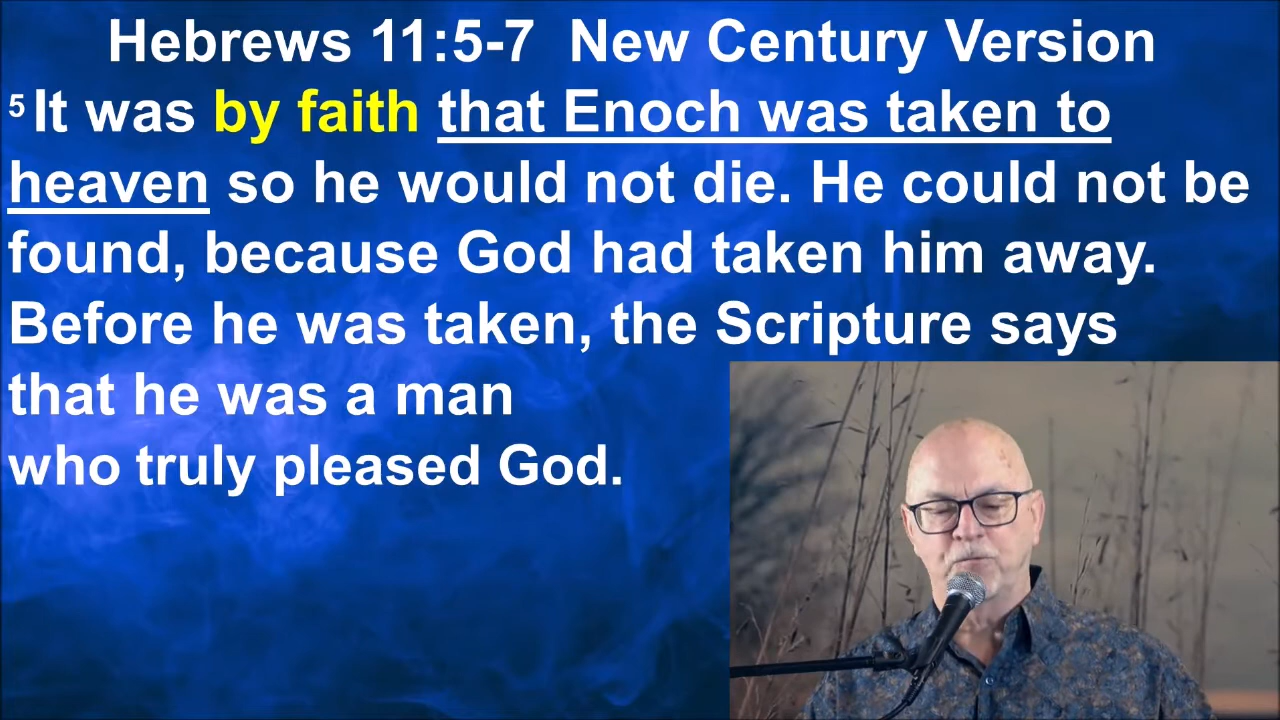 Hebrews 11:5-7 New Century Version
5 It was by faith that Enoch was taken to
heaven so he would not die. He could not be
found, because God had taken him away.
Before he was taken, the Scripture says
that he was a man
who truly pleased God.